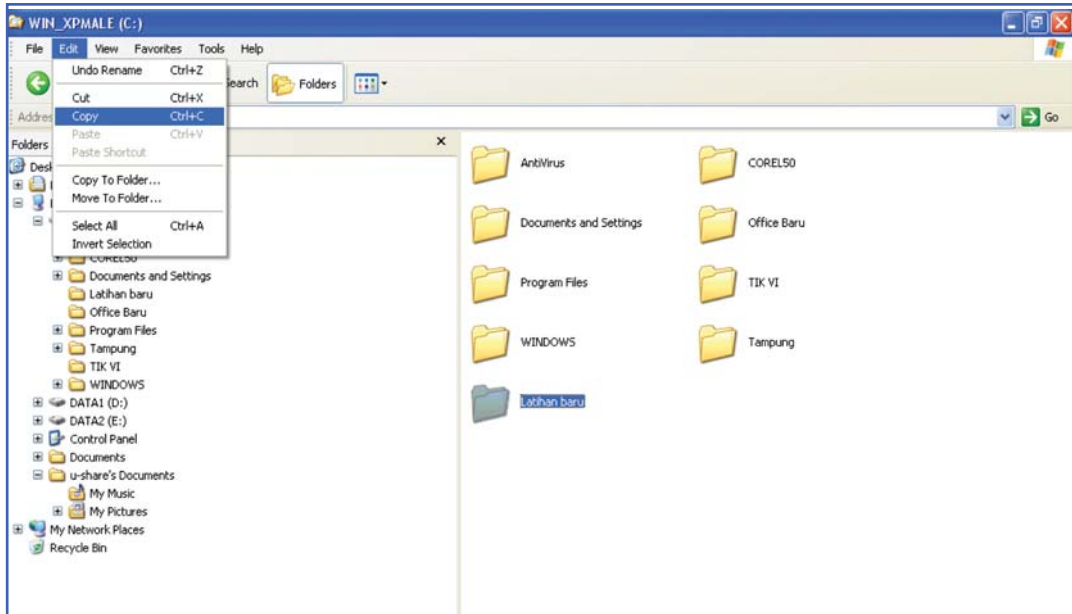 WIN_XPMALE (C:)
File Edit View Favorites Tools Help
Undo Rename Ctrl+Z
Cut Ctrl+X
Copy Ctrl+C
Paste Ctrl+V
Paste Shortcut
Copy To Folder...
Move To Folder...
Select All Ctrl+A
Invert Selection
Folders
Go
Folders
Documents and Settings
Latihan baru
Office Baru
Program Files
Tampung
TIK VI
WINDOWS
DATA1 (D:)
DATA2 (E:)
Control Panel
Documents
u-share's Documents
My Music
My Pictures
My Network Places
Recycle Bin
AntiVirus COREL50
Documents and Settings Office Baru
Program Files TIK VI
WINDOWS Tampung
Latihan baru